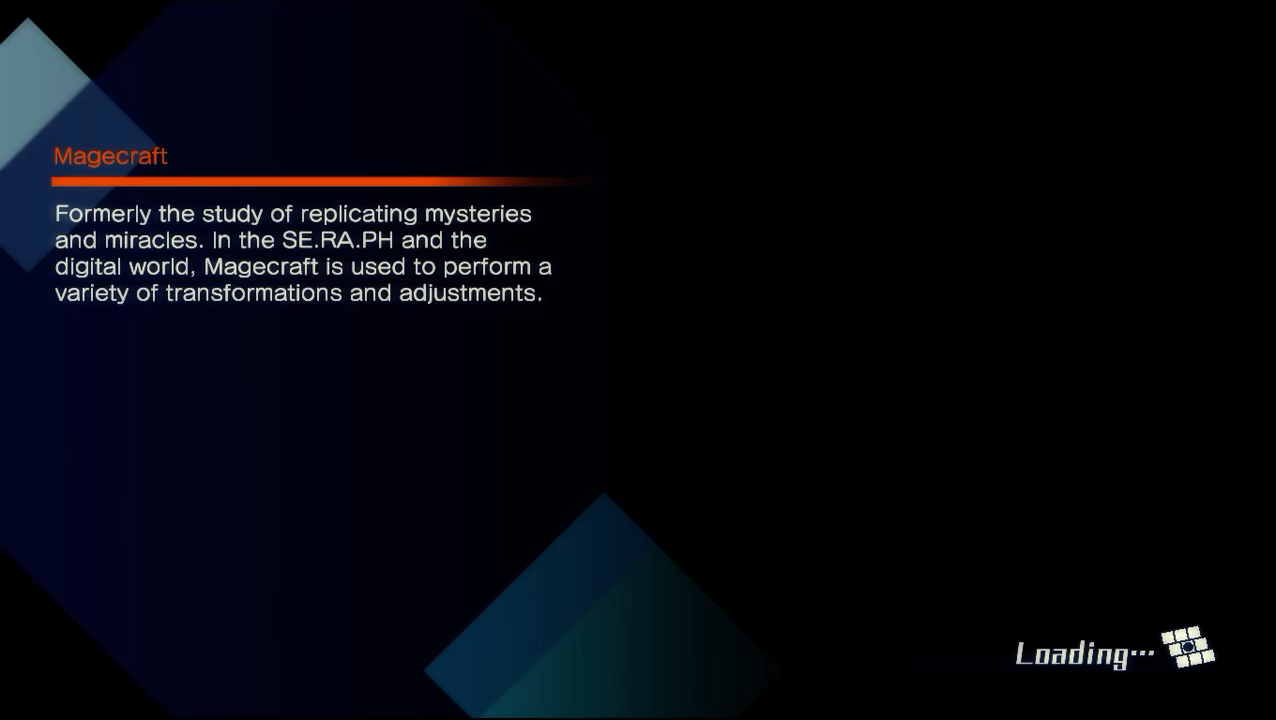 Magecraft
Formerly the study of replicating mysteries
and miracles. In the SE.RA.PH and the
digital world, Magecraft is used to perform a
variety of transformations and adjustments.
Loading···